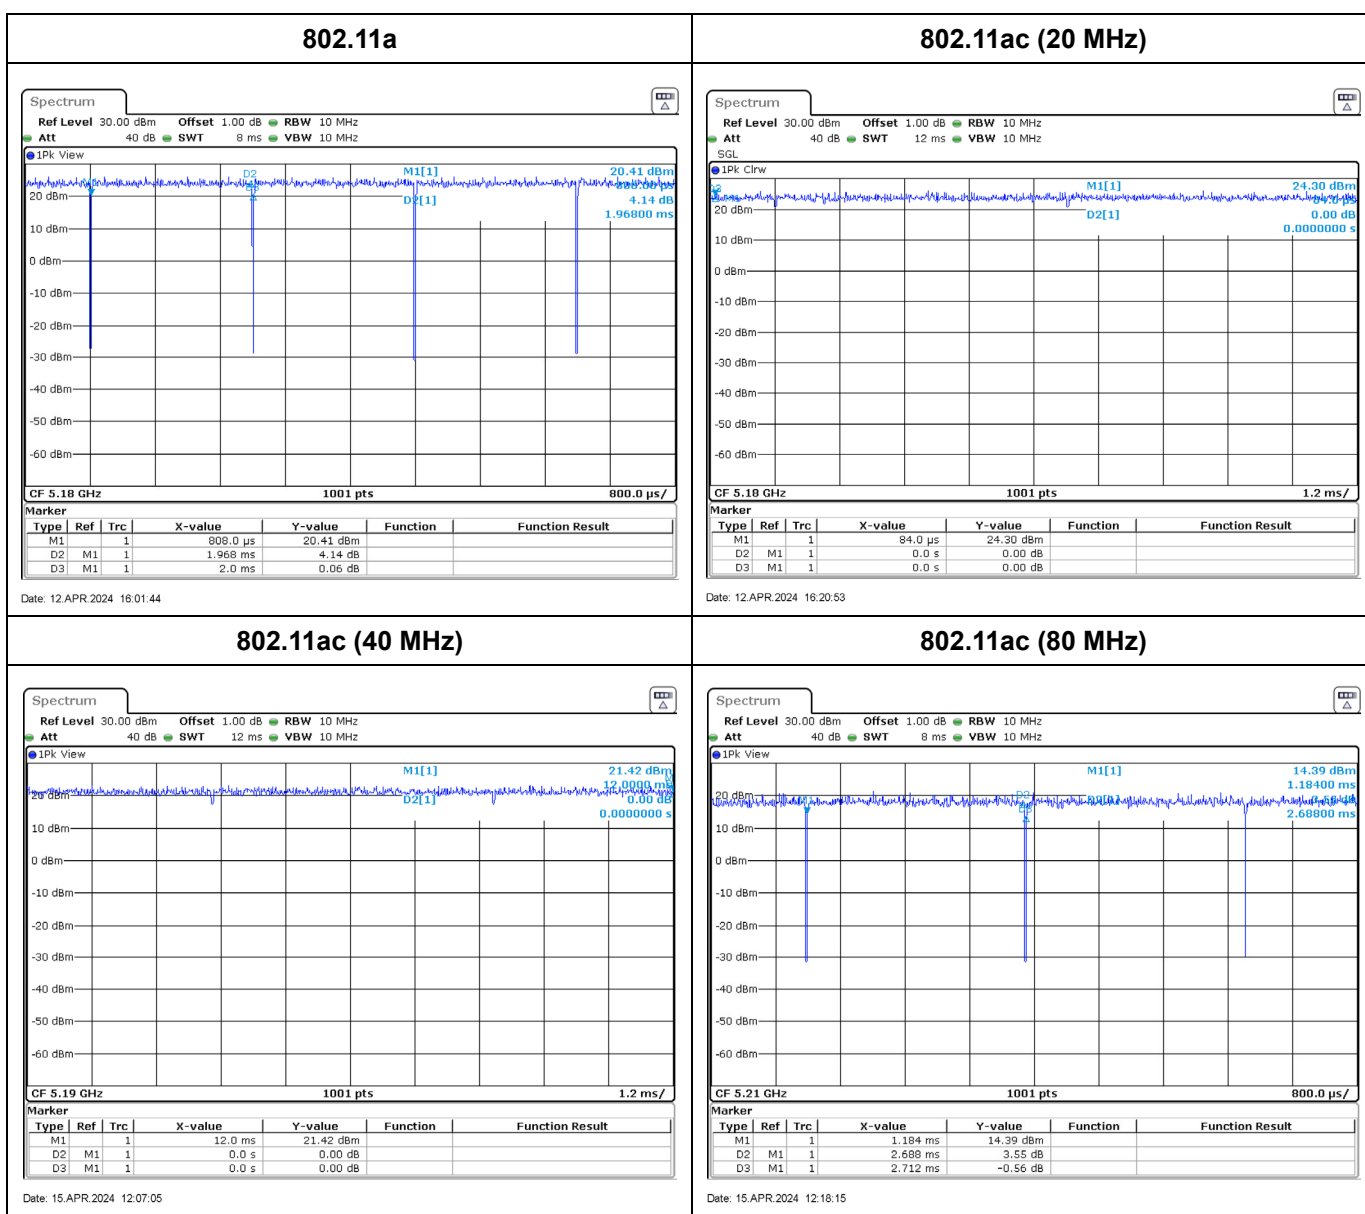 802.11a
Spectrum
Ref Level 30.00 dBm Offset 1.00 dB RBW 10 MHz
Att 40 dB SWT 8 ms VBW 10 MHz
1Pk View
M1[1] 20.41 dBm
808.00 µs
D2[1] 4.14 dB
1.96800 ms
D2
20 dBm
10 dBm
0 dBm
-10 dBm
-20 dBm
-30 dBm
-40 dBm
-50 dBm
-60 dBm
CF 5.18 GHz 1001 pts 800.0 µs/
Marker
Type Ref Trc X-value Y-value Function Function Result
M1 1 808.0 µs 20.41 dBm
D2 M1 1 1.968 ms 4.14 dB
D3 M1 1 2.0 ms 0.06 dB
Date: 12.APR.2024 16:01:44
802.11ac (20 MHz)
Spectrum
Ref Level 30.00 dBm Offset 1.00 dB RBW 10 MHz
Att 40 dB SWT 12 ms VBW 10 MHz
SGL
1Pk Clrw
M1[1] 24.30 dBm
84.0 µs
D2[1] 0.00 dB
0.0000000 s
20 dBm
10 dBm
0 dBm
-10 dBm
-20 dBm
-30 dBm
-40 dBm
-50 dBm
-60 dBm
CF 5.18 GHz 1001 pts 1.2 ms/
Marker
Type Ref Trc X-value Y-value Function Function Result
M1 1 84.0 µs 24.30 dBm
D2 M1 1 0.0 s 0.00 dB
D3 M1 1 0.0 s 0.00 dB
Date: 12.APR.2024 16:20:53
802.11ac (40 MHz)
Spectrum
Ref Level 30.00 dBm Offset 1.00 dB RBW 10 MHz
Att 40 dB SWT 12 ms VBW 10 MHz
1Pk View
M1[1] 21.42 dBm
12.0000 ms
D2[1] 0.00 dB
0.0000000 s
20 dBm
10 dBm
0 dBm
-10 dBm
-20 dBm
-30 dBm
-40 dBm
-50 dBm
-60 dBm
CF 5.19 GHz 1001 pts 1.2 ms/
Marker
Type Ref Trc X-value Y-value Function Function Result
M1 1 12.0 ms 21.42 dBm
D2 M1 1 0.0 s 0.00 dB
D3 M1 1 0.0 s 0.00 dB
Date: 15.APR.2024 12:07:05
802.11ac (80 MHz)
Spectrum
Ref Level 30.00 dBm Offset 1.00 dB RBW 10 MHz
Att 40 dB SWT 8 ms VBW 10 MHz
1Pk View
M1[1] 14.39 dBm
1.18400 ms
2.68800 ms
20 dBm
10 dBm
0 dBm
-10 dBm
-20 dBm
-30 dBm
-40 dBm
-50 dBm
-60 dBm
CF 5.21 GHz 1001 pts 800.0 µs/
Marker
Type Ref Trc X-value Y-value Function Function Result
M1 1 1.184 ms 14.39 dBm
D2 M1 1 2.688 ms 3.55 dB
D3 M1 1 2.712 ms -0.56 dB
Date: 15.APR.2024 12:18:15